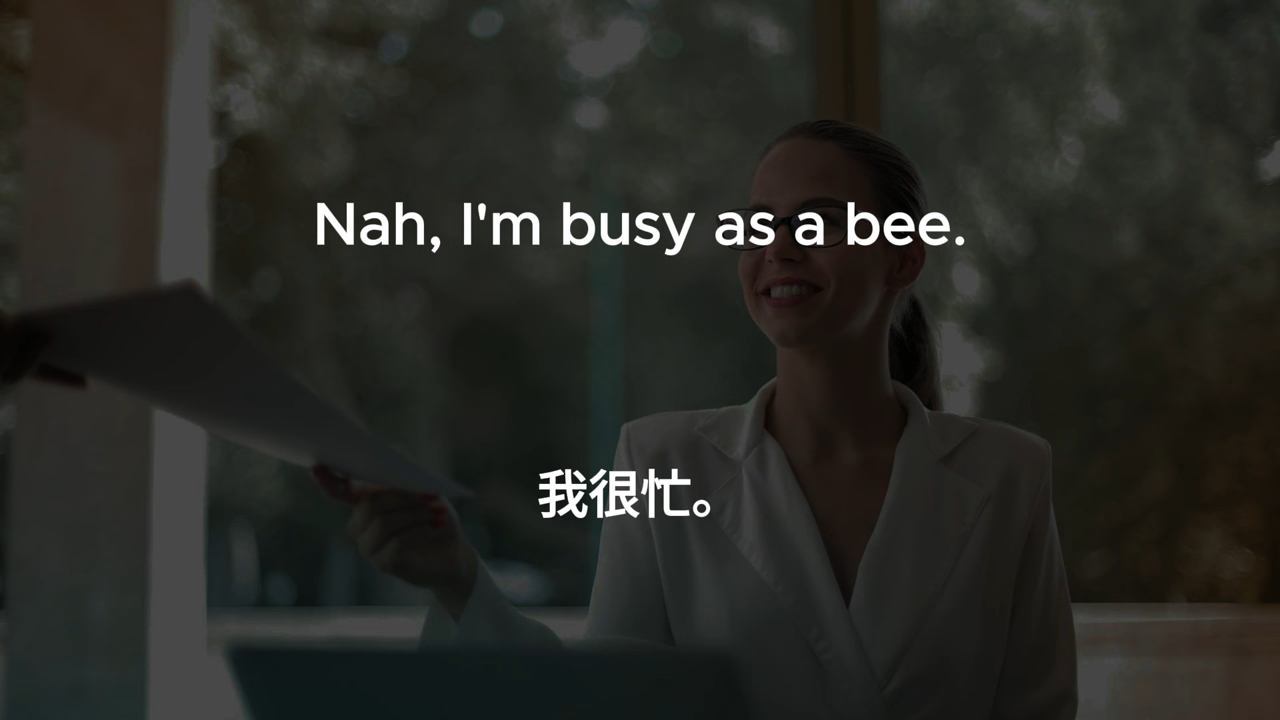 Nah, I'm busy as a bee.
我很忙。